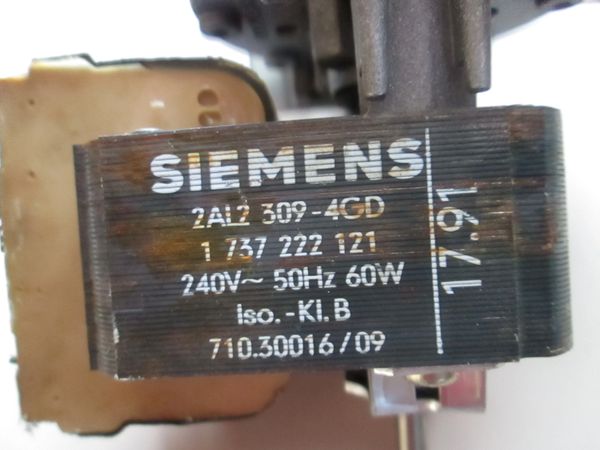 SIEMENS
2AL2 309-4GD
1 737 222 121
240V~ 50Hz 60W
Iso.-Kl.B
710.30016/09
17.91